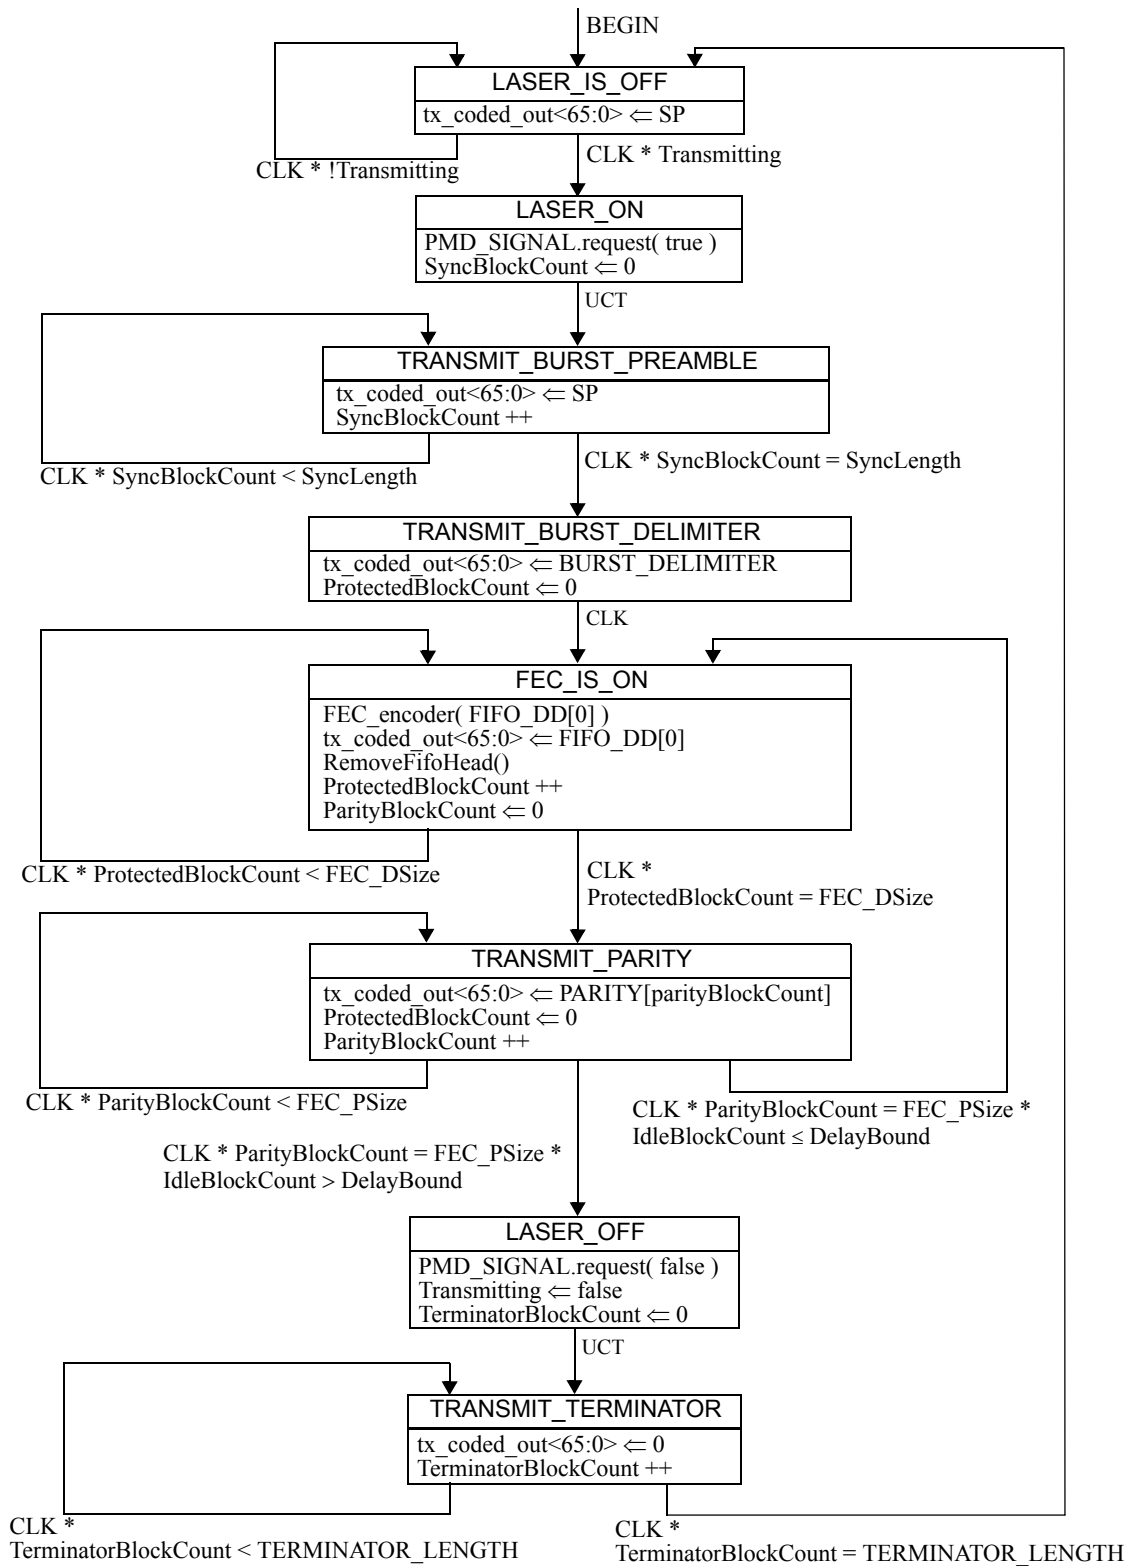 BEGIN
LASER_IS_OFF
tx_coded_out<65:0> ⇐ SP
CLK * !Transmitting
CLK * Transmitting
LASER_ON
PMD_SIGNAL.request( true )
SyncBlockCount ⇐ 0
UCT
TRANSMIT_BURST_PREAMBLE
tx_coded_out<65:0> ⇐ SP
SyncBlockCount ++
CLK * SyncBlockCount < SyncLength
CLK * SyncBlockCount = SyncLength
TRANSMIT_BURST_DELIMITER
tx_coded_out<65:0> ⇐ BURST_DELIMITER
ProtectedBlockCount ⇐ 0
CLK
FEC_IS_ON
FEC_encoder( FIFO_DD[0] )
tx_coded_out<65:0> ⇐ FIFO_DD[0]
RemoveFifoHead()
ProtectedBlockCount ++
ParityBlockCount ⇐ 0
CLK * ProtectedBlockCount < FEC_DSize
CLK *
ProtectedBlockCount = FEC_DSize
TRANSMIT_PARITY
tx_coded_out<65:0> ⇐ PARITY[parityBlockCount]
ProtectedBlockCount ⇐ 0
ParityBlockCount ++
CLK * ParityBlockCount < FEC_PSize
CLK * ParityBlockCount = FEC_PSize *
IdleBlockCount ≤ DelayBound
CLK * ParityBlockCount = FEC_PSize *
IdleBlockCount > DelayBound
LASER_OFF
PMD_SIGNAL.request( false )
Transmitting ⇐ false
TerminatorBlockCount ⇐ 0
UCT
TRANSMIT_TERMINATOR
tx_coded_out<65:0> ⇐ 0
TerminatorBlockCount ++
CLK *
TerminatorBlockCount < TERMINATOR_LENGTH
CLK *
TerminatorBlockCount = TERMINATOR_LENGTH